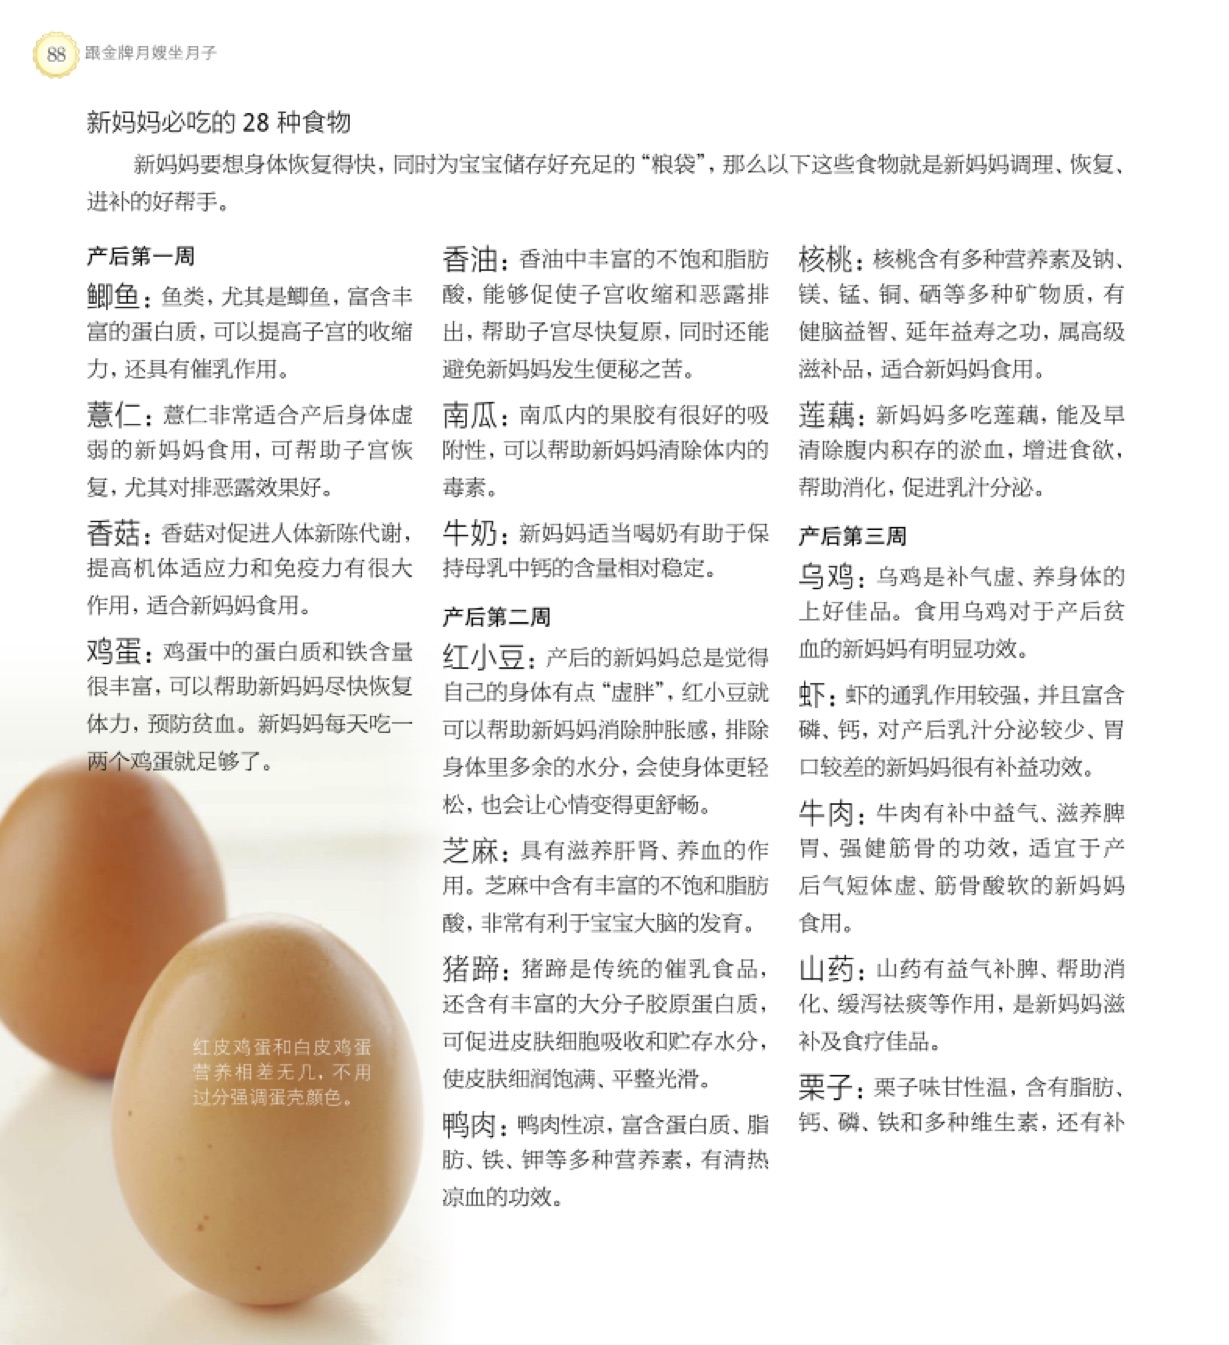 88 跟金牌月嫂坐月子
新妈妈必吃的 28 种食物
新妈妈要想身体恢复得快，同时为宝宝储存好充足的“粮袋”，那么以下这些食物就是新妈妈调理、恢复、
进补的好帮手。
产后第一周
鲫鱼：鱼类，尤其是鲫鱼，富含丰
富的蛋白质，可以提高子宫的收缩
力，还具有催乳作用。
薏仁：薏仁非常适合产后身体虚
弱的新妈妈食用，可帮助子宫恢
复，尤其对排恶露效果好。
香菇：香菇对促进人体新陈代谢，
提高机体适应力和免疫力有很大
作用，适合新妈妈食用。
鸡蛋：鸡蛋中的蛋白质和铁含量
很丰富，可以帮助新妈妈尽快恢复
体力，预防贫血。新妈妈每天吃一
两个鸡蛋就足够了。
红皮鸡蛋和白皮鸡蛋
营养相差无几，不用
过分强调蛋壳颜色。
香油：香油中丰富的不饱和脂肪
酸，能够促使子宫收缩和恶露排
出，帮助子宫尽快复原，同时还能
避免新妈妈发生便秘之苦。
南瓜：南瓜内的果胶有很好的吸
附性，可以帮助新妈妈清除体内的
毒素。
牛奶：新妈妈适当喝奶有助于保
持母乳中钙的含量相对稳定。
产后第二周
红小豆：产后的新妈妈总是觉得
自己的身体有点“虚胖”，红小豆就
可以帮助新妈妈消除肿胀感，排除
身体里多余的水分，会使身体更轻
松，也会让心情变得更舒畅。
芝麻：具有滋养肝肾、养血的作
用。芝麻中含有丰富的不饱和脂肪
酸，非常有利于宝宝大脑的发育。
猪蹄：猪蹄是传统的催乳食品，
还含有丰富的大分子胶原蛋白质，
可促进皮肤细胞吸收和贮存水分，
使皮肤细润饱满、平整光滑。
鸭肉：鸭肉性凉，富含蛋白质、脂
肪、铁、钾等多种营养素，有清热
凉血的功效。
核桃：核桃含有多种营养素及钠、
镁、锰、铜、硒等多种矿物质，有
健脑益智、延年益寿之功，属高级
滋补品，适合新妈妈食用。
莲藕：新妈妈多吃莲藕，能及早
清除腹内积存的淤血，增进食欲，
帮助消化，促进乳汁分泌。
产后第三周
乌鸡：乌鸡是补气虚、养身体的
上好佳品。食用乌鸡对于产后贫
血的新妈妈有明显功效。
虾：虾的通乳作用较强，并且富含
磷、钙，对产后乳汁分泌较少、胃
口较差的新妈妈很有补益功效。
牛肉：牛肉有补中益气、滋养脾
胃、强健筋骨的功效，适宜于产
后气短体虚、筋骨酸软的新妈妈
食用。
山药：山药有益气补脾、帮助消
化、缓泻祛痰等作用，是新妈妈滋
补及食疗佳品。
栗子：栗子味甘性温，含有脂肪、
钙、磷、铁和多种维生素，还有补